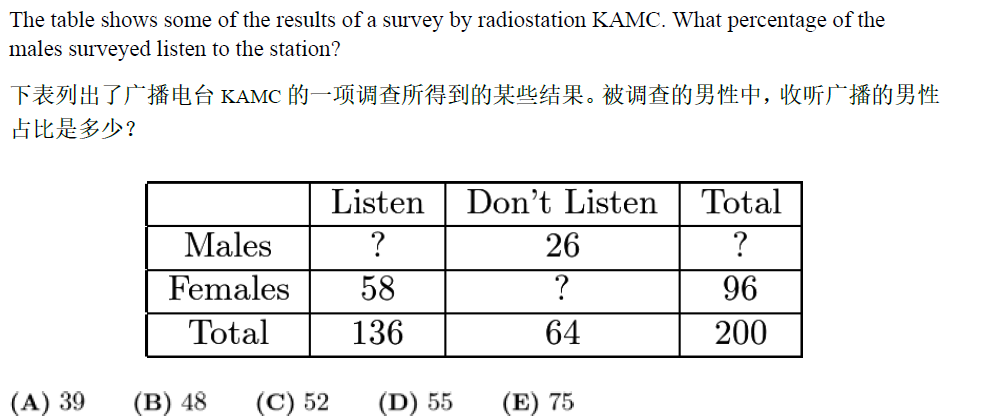 The table shows some of the results of a survey by radiostation KAMC. What percentage of the
males surveyed listen to the station?
下表列出了广播电台 KAMC 的一项调查所得到的某些结果。被调查的男性中，收听广播的男性
占比是多少？
Listen Don't Listen Total
Males ? 26 ?
Females 58 ? 96
Total 136 64 200
(A) 39 (B) 48 (C) 52 (D) 55 (E) 75